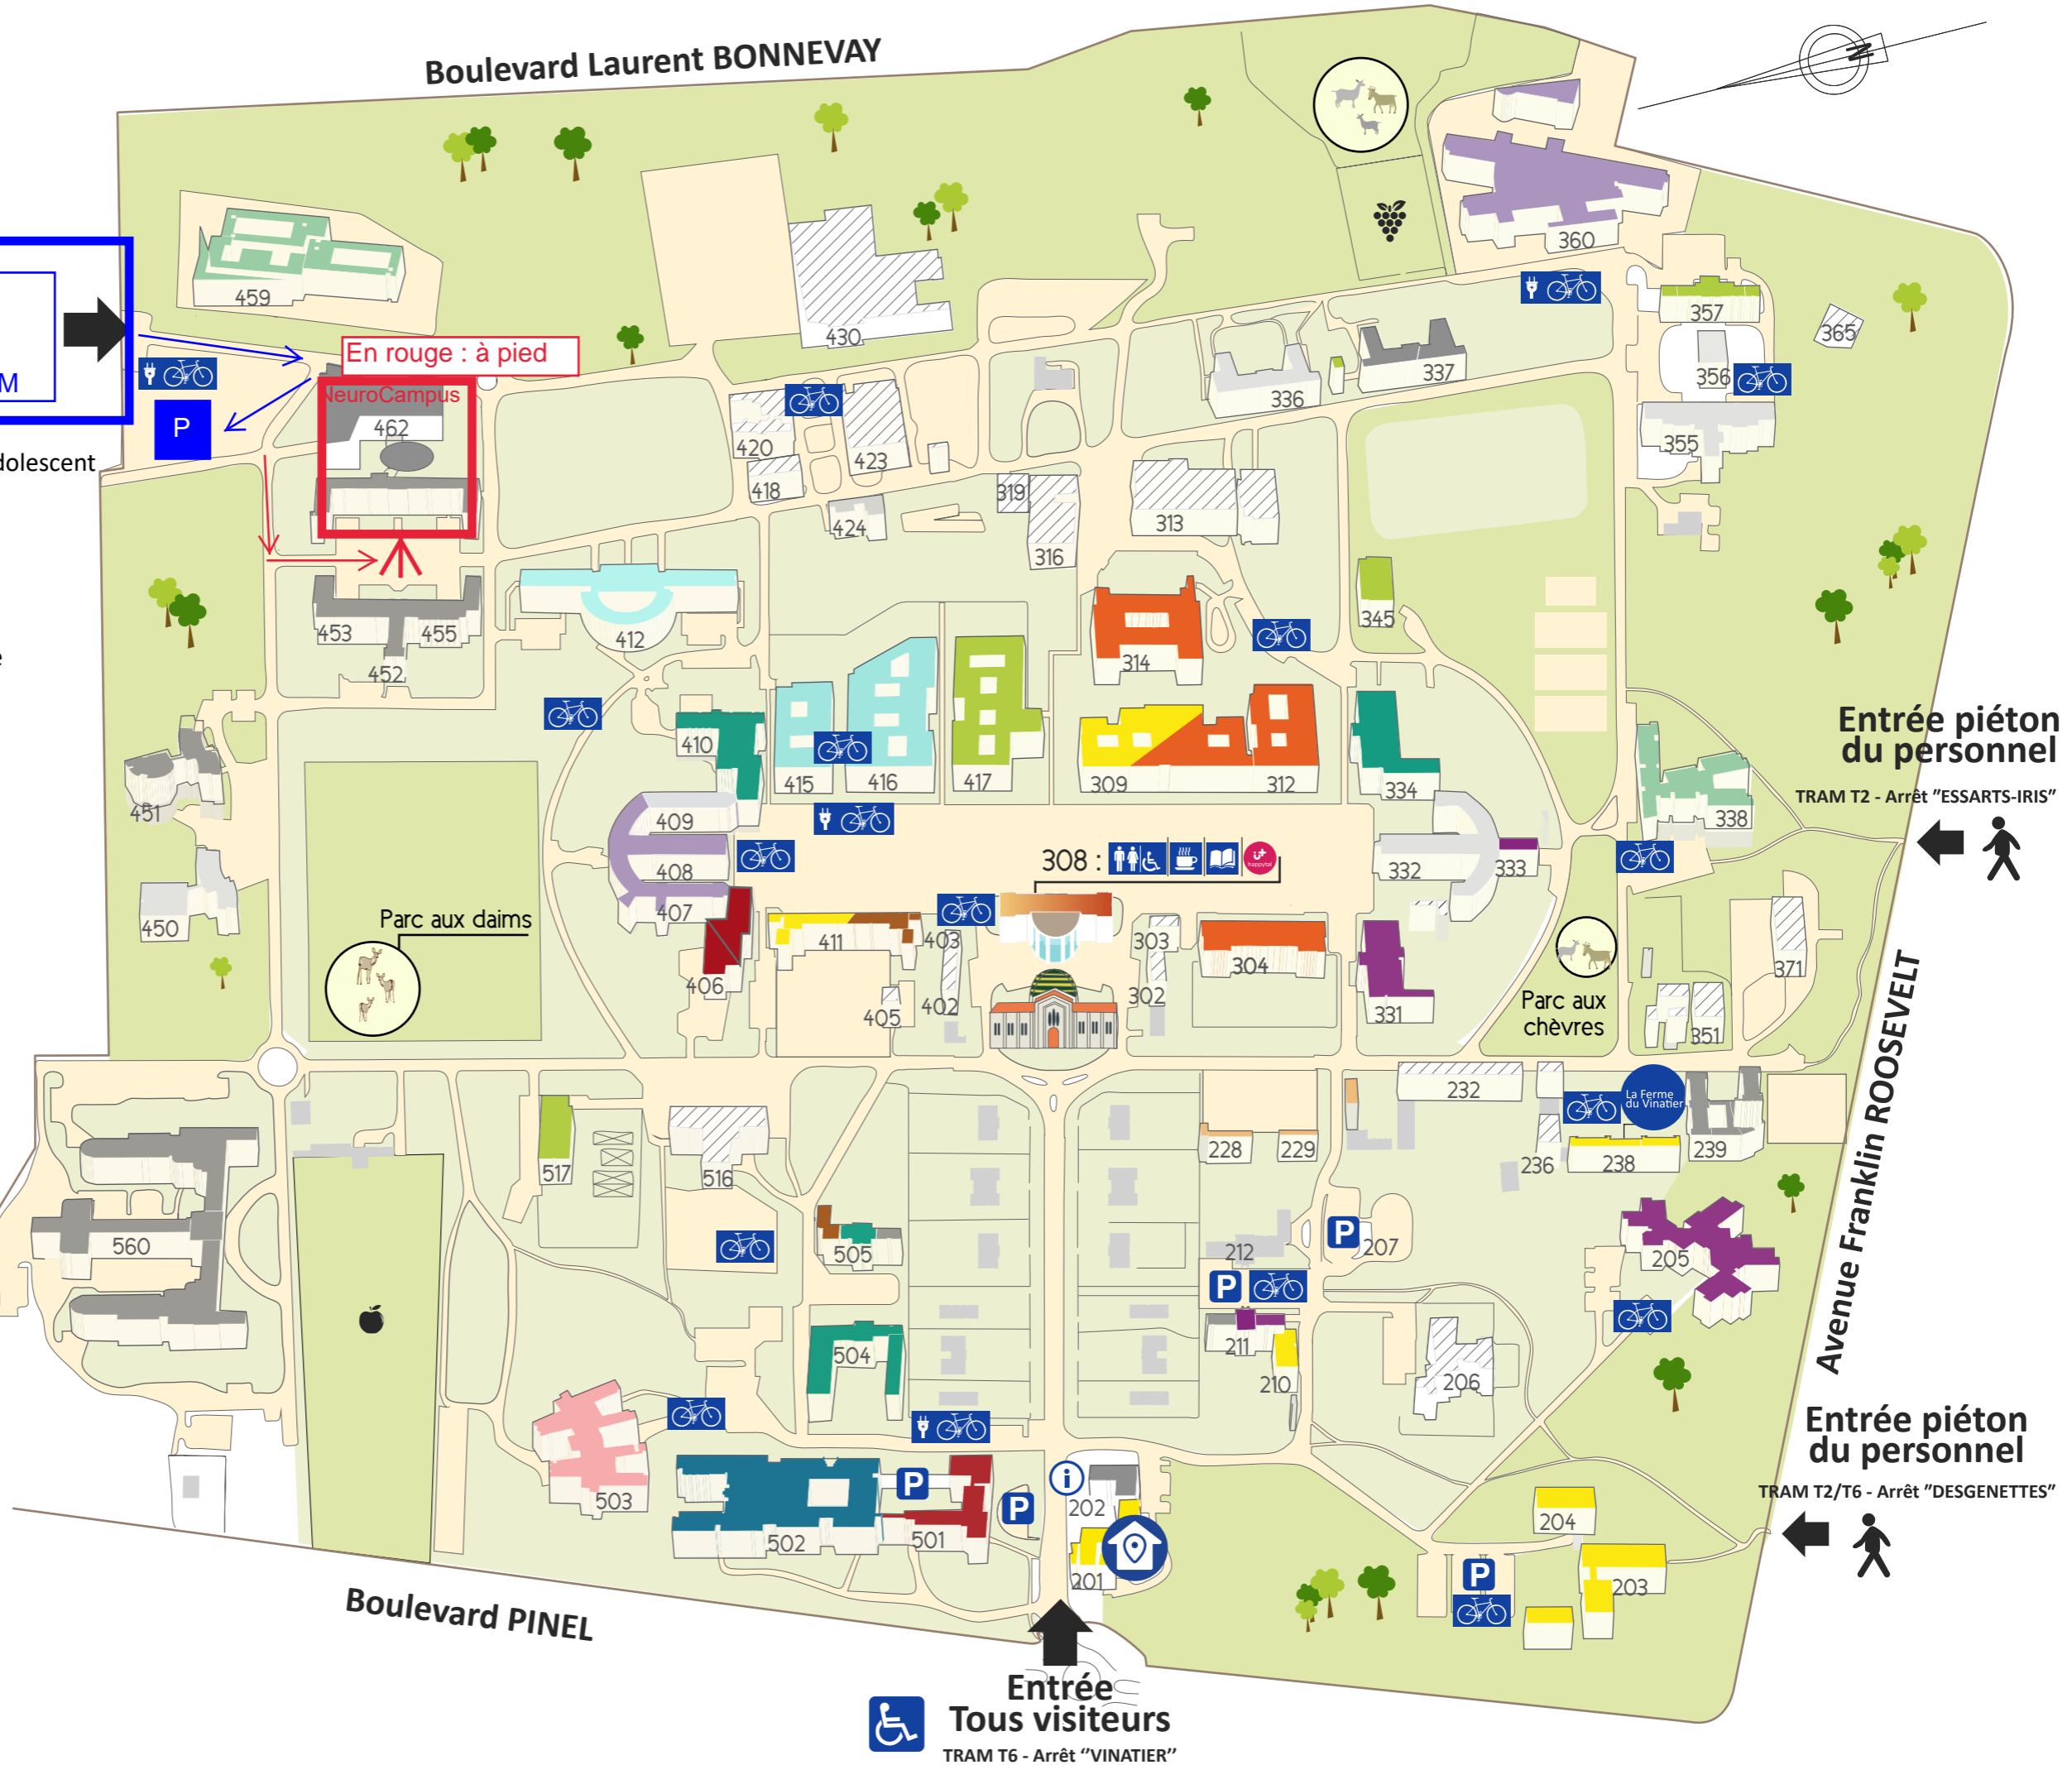 Boulevard Laurent BONNEVAY
N
459
En rouge : à pied
NeuroCampus
462
M
P
dolescent
e
430
360
357
365
356
355
336
337
420
423
418
424
319
316
313
453
455
452
412
345
314
410
415
416
417
309
312
334
338
Entrée piéton
du personnel
TRAM T2 - Arrêt "ESSARTS-IRIS"
451
409
408
407
308 :
happytal
332
333
450
Parc aux daims
411
403
303
304
406
405
402
302
331
Parc aux
chèvres
371
351
Avenue Franklin ROOSEVELT
232
La Ferme
du Vinatier
517
516
228
229
236
238
239
560
505
212
P
207
205
P
211
210
206
504
503
502
P
501
P
i
202
201
204
203
P
Entrée piéton
du personnel
TRAM T2/T6 - Arrêt "DESGENETTES"
Boulevard PINEL
Entrée
Tous visiteurs
TRAM T6 - Arrêt "VINATIER"